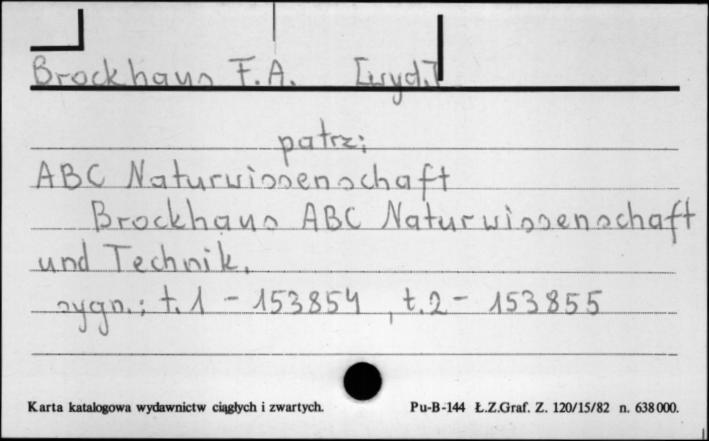 Brockhaus F.A. [wyd.]
patrz:
ABC Naturwissenschaft
Brockhaus ABC Naturwissenschaft
und Technik.
sygn.: t.1 - 153854, t.2 - 153855
Karta katalogowa wydawnictw ciągłych i zwartych. Pu-B-144 Ł.Z.Graf. Z. 120/15/82 n. 638000.